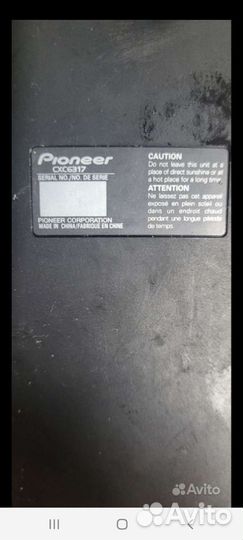 Pioneer
CXC6317
SERIAL NO./NO. DE SERIE
PIONEER CORPORATION
MADE IN CHINA/FABRIQUE EN CHINE
CAUTION
Do not leave this unit at a
place of direct sunshine or at
a hot place for a long time.
ATTENTION
Ne laissez pas cet appareil
exposé en plein soleil ou
dans un endroit chaud
pendant une longue période
de temps.
Avito
Avito